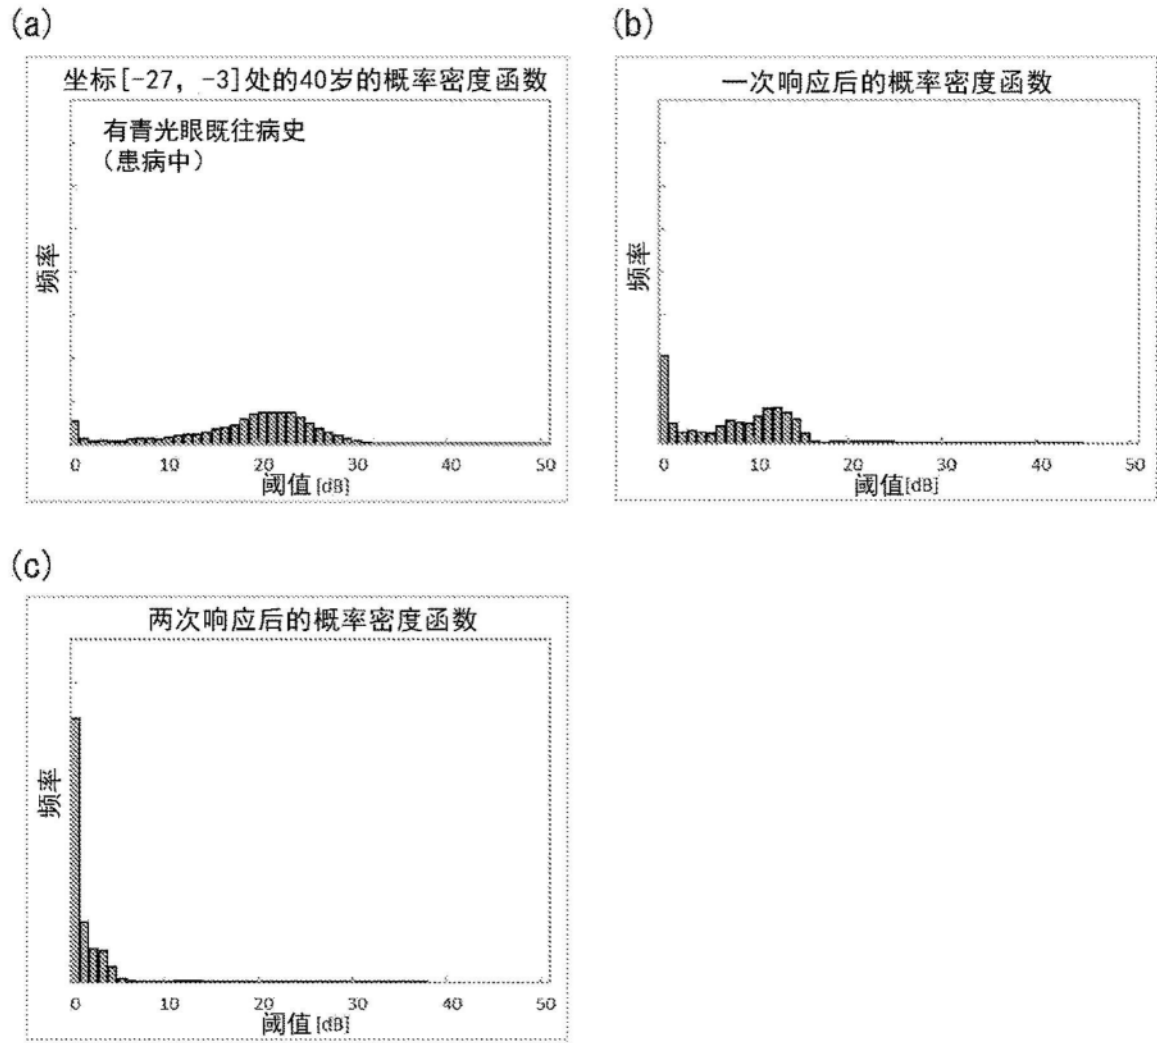 (a)
坐标[-27, -3]处的40岁的概率密度函数
有青光眼既往病史
（患病中）
频率
0 10 20 30 40 50
阈值[dB]
(b)
一次响应后的概率密度函数
频率
0 10 20 30 40 50
阈值[dB]
(c)
两次响应后的概率密度函数
频率
0 10 20 30 40 50
阈值[dB]